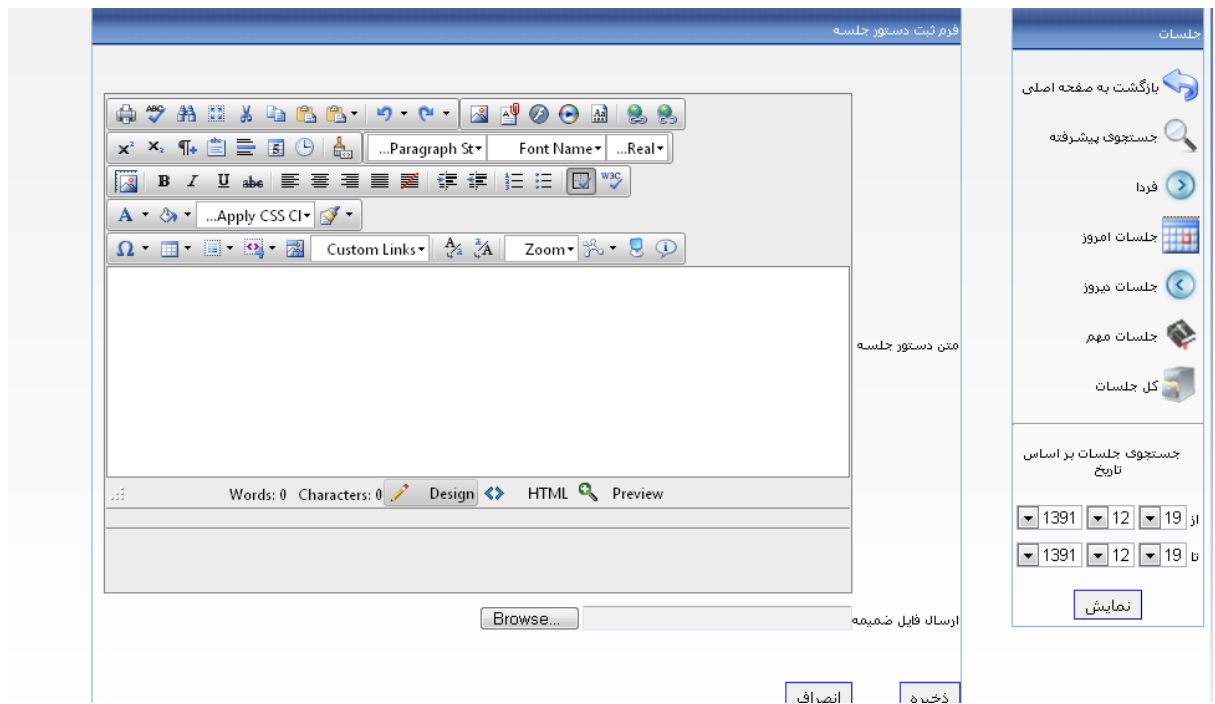 جلسات
بازگشت به صفحه اصلی
جستجوی پیشرفته
فردا
جلسات امروز
جلسات دیروز
جلسات مهم
کل جلسات
جستجوی جلسات بر اساس
تاریخ
از 19 12 1391
تا 19 12 1391
نمایش
فرم ثبت دستور جلسه
ABC
...Paragraph St Font Name ...Real
B I U abc W3C
A ...Apply CSS Cl
Ω Custom Links Zoom
متن دستور جلسه
Words: 0 Characters: 0 Design HTML Preview
ارسال فایل ضمیمه Browse...
ذخیره انصراف